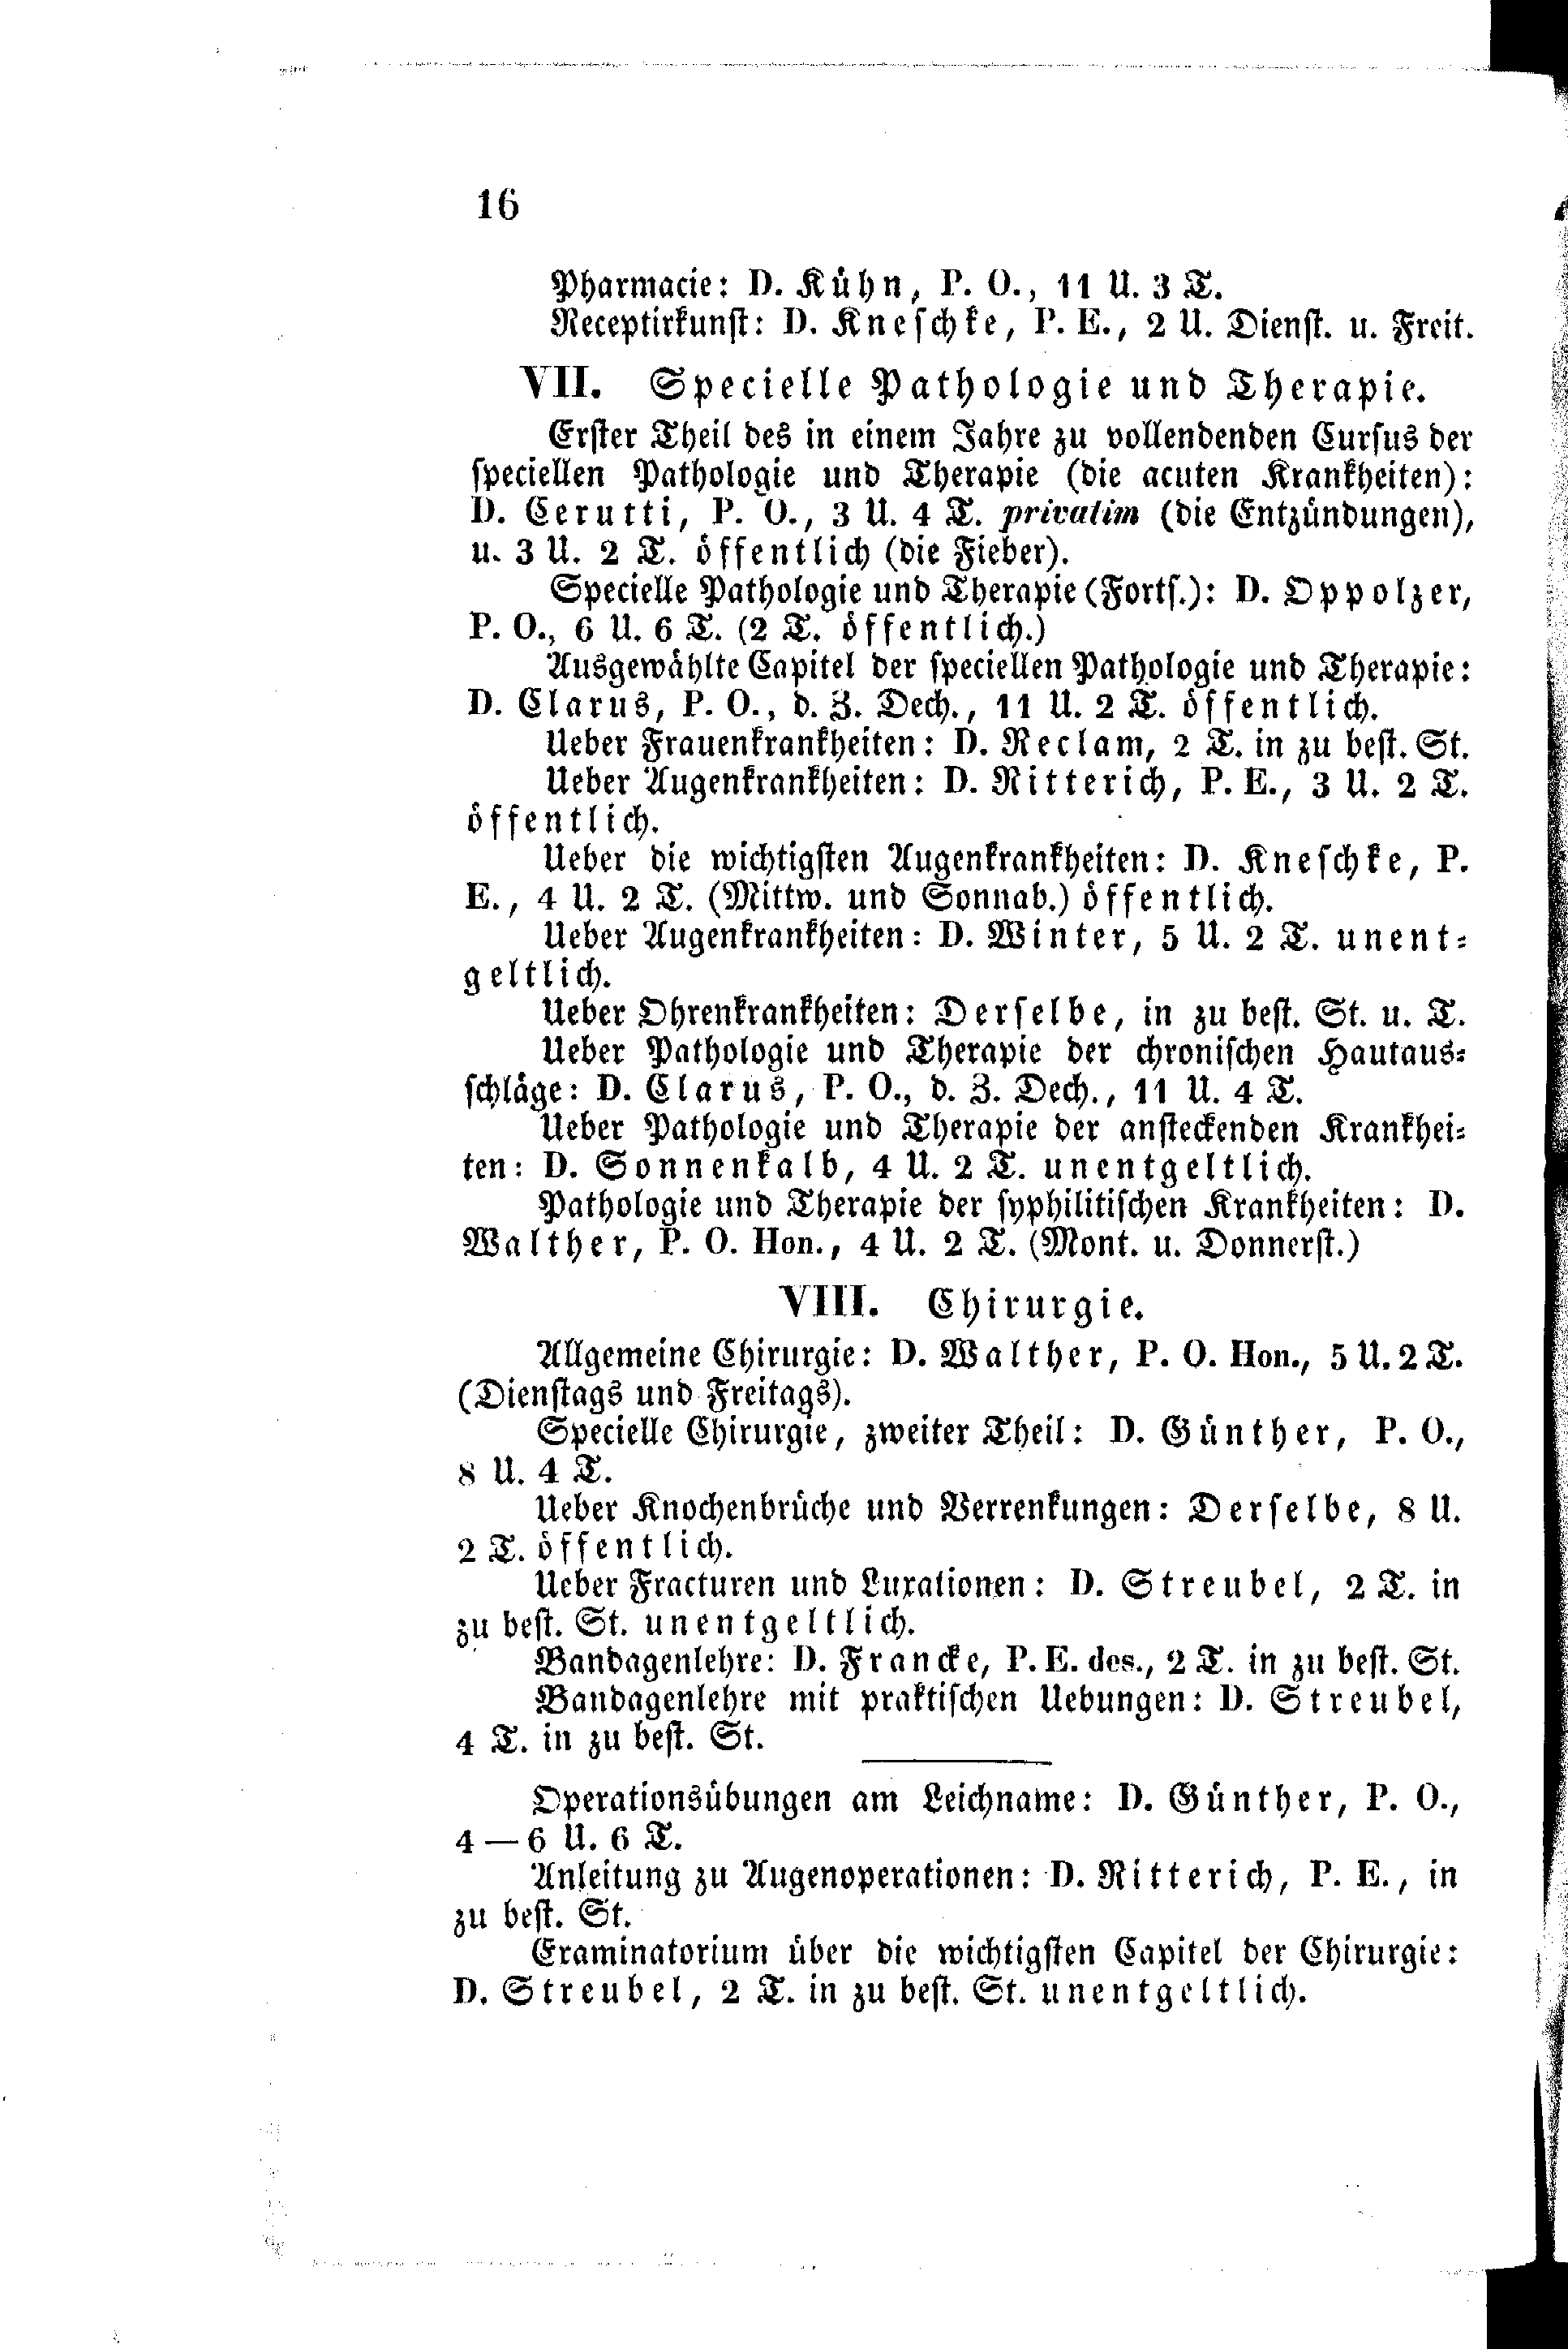 16
Pharmacie: D. Kühn, P. O., 11 U. 3 T.
Receptirkunst: D. Kneschke, P. E., 2 U. Dienst. u. Freit.
VII. Specielle Pathologie und Therapie.
Erster Theil des in einem Jahre zu vollendenden Cursus der
speciellen Pathologie und Therapie (die acuten Krankheiten):
D. Cerutti, P. O., 3 U. 4 T. privatim (die Entzündungen),
u. 3 U. 2 T. öffentlich (die Fieber).
Specielle Pathologie und Therapie (Forts.): D. Oppolzer,
P. O., 6 U. 6 T. (2 T. öffentlich.)
Ausgewählte Capitel der speciellen Pathologie und Therapie:
D. Clarus, P. O., d. Z. Dech., 11 U. 2 T. öffentlich.
Ueber Frauenkrankheiten: D. Reclam, 2 T. in zu best. St.
Ueber Augenkrankheiten: D. Ritterich, P. E., 3 U. 2 T.
öffentlich.
Ueber die wichtigsten Augenkrankheiten: D. Kneschke, P.
E., 4 U. 2 T. (Mittw. und Sonnab.) öffentlich.
Ueber Augenkrankheiten: D. Winter, 5 U. 2 T. unent-
geltlich.
Ueber Ohrenkrankheiten: Derselbe, in zu best. St. u. T.
Ueber Pathologie und Therapie der chronischen Hautaus-
schläge: D. Clarus, P. O., d. Z. Dech., 11 U. 4 T.
Ueber Pathologie und Therapie der ansteckenden Krankhei-
ten: D. Sonnenkalb, 4 U. 2 T. unentgeltlich.
Pathologie und Therapie der syphilitischen Krankheiten: D.
Walther, P. O. Hon., 4 U. 2 T. (Mont. u. Donnerst.)
VIII. Chirurgie.
Allgemeine Chirurgie: D. Walther, P. O. Hon., 5 U. 2 T.
(Dienstags und Freitags).
Specielle Chirurgie, zweiter Theil: D. Günther, P. O.,
8 U. 4 T.
Ueber Knochenbrüche und Verrenkungen: Derselbe, 8 U.
2 T. öffentlich.
Ueber Fracturen und Luxationen: D. Streubel, 2 T. in
zu best. St. unentgeltlich.
Bandagenlehre: D. Francke, P. E. des., 2 T. in zu best. St.
Bandagenlehre mit praktischen Uebungen: D. Streubel,
4 T. in zu best. St.
Operationsübungen am Leichname: D. Günther, P. O.,
4 — 6 U. 6 T.
Anleitung zu Augenoperationen: D. Ritterich, P. E., in
zu best. St.
Examinatorium über die wichtigsten Capitel der Chirurgie:
D. Streubel, 2 T. in zu best. St. unentgeltlich.